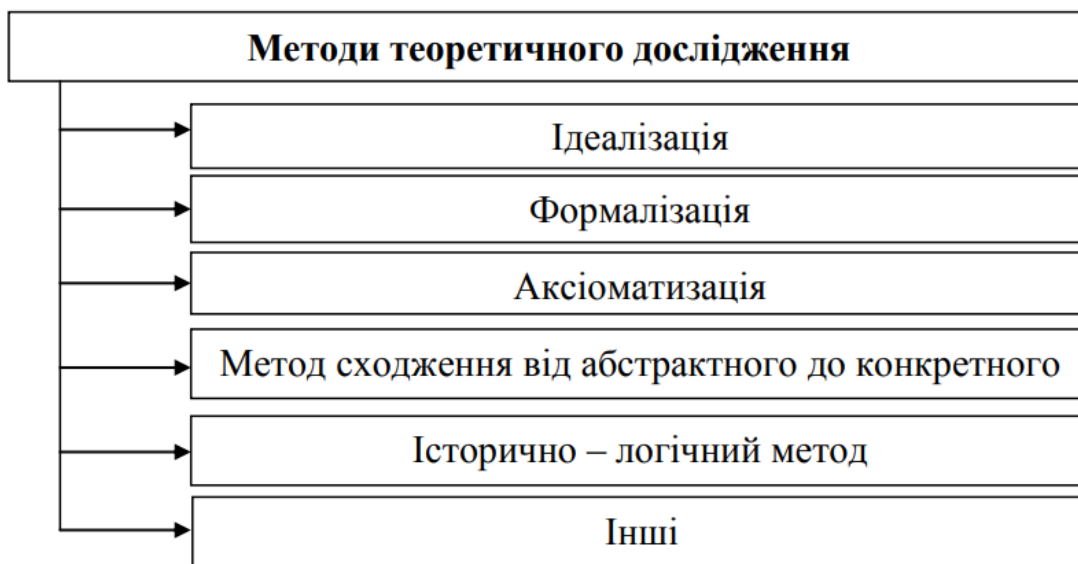 Методи теоретичного дослідження
Ідеалізація
Формалізація
Аксіоматизація
Метод сходження від абстрактного до конкретного
Історично – логічний метод
Інші